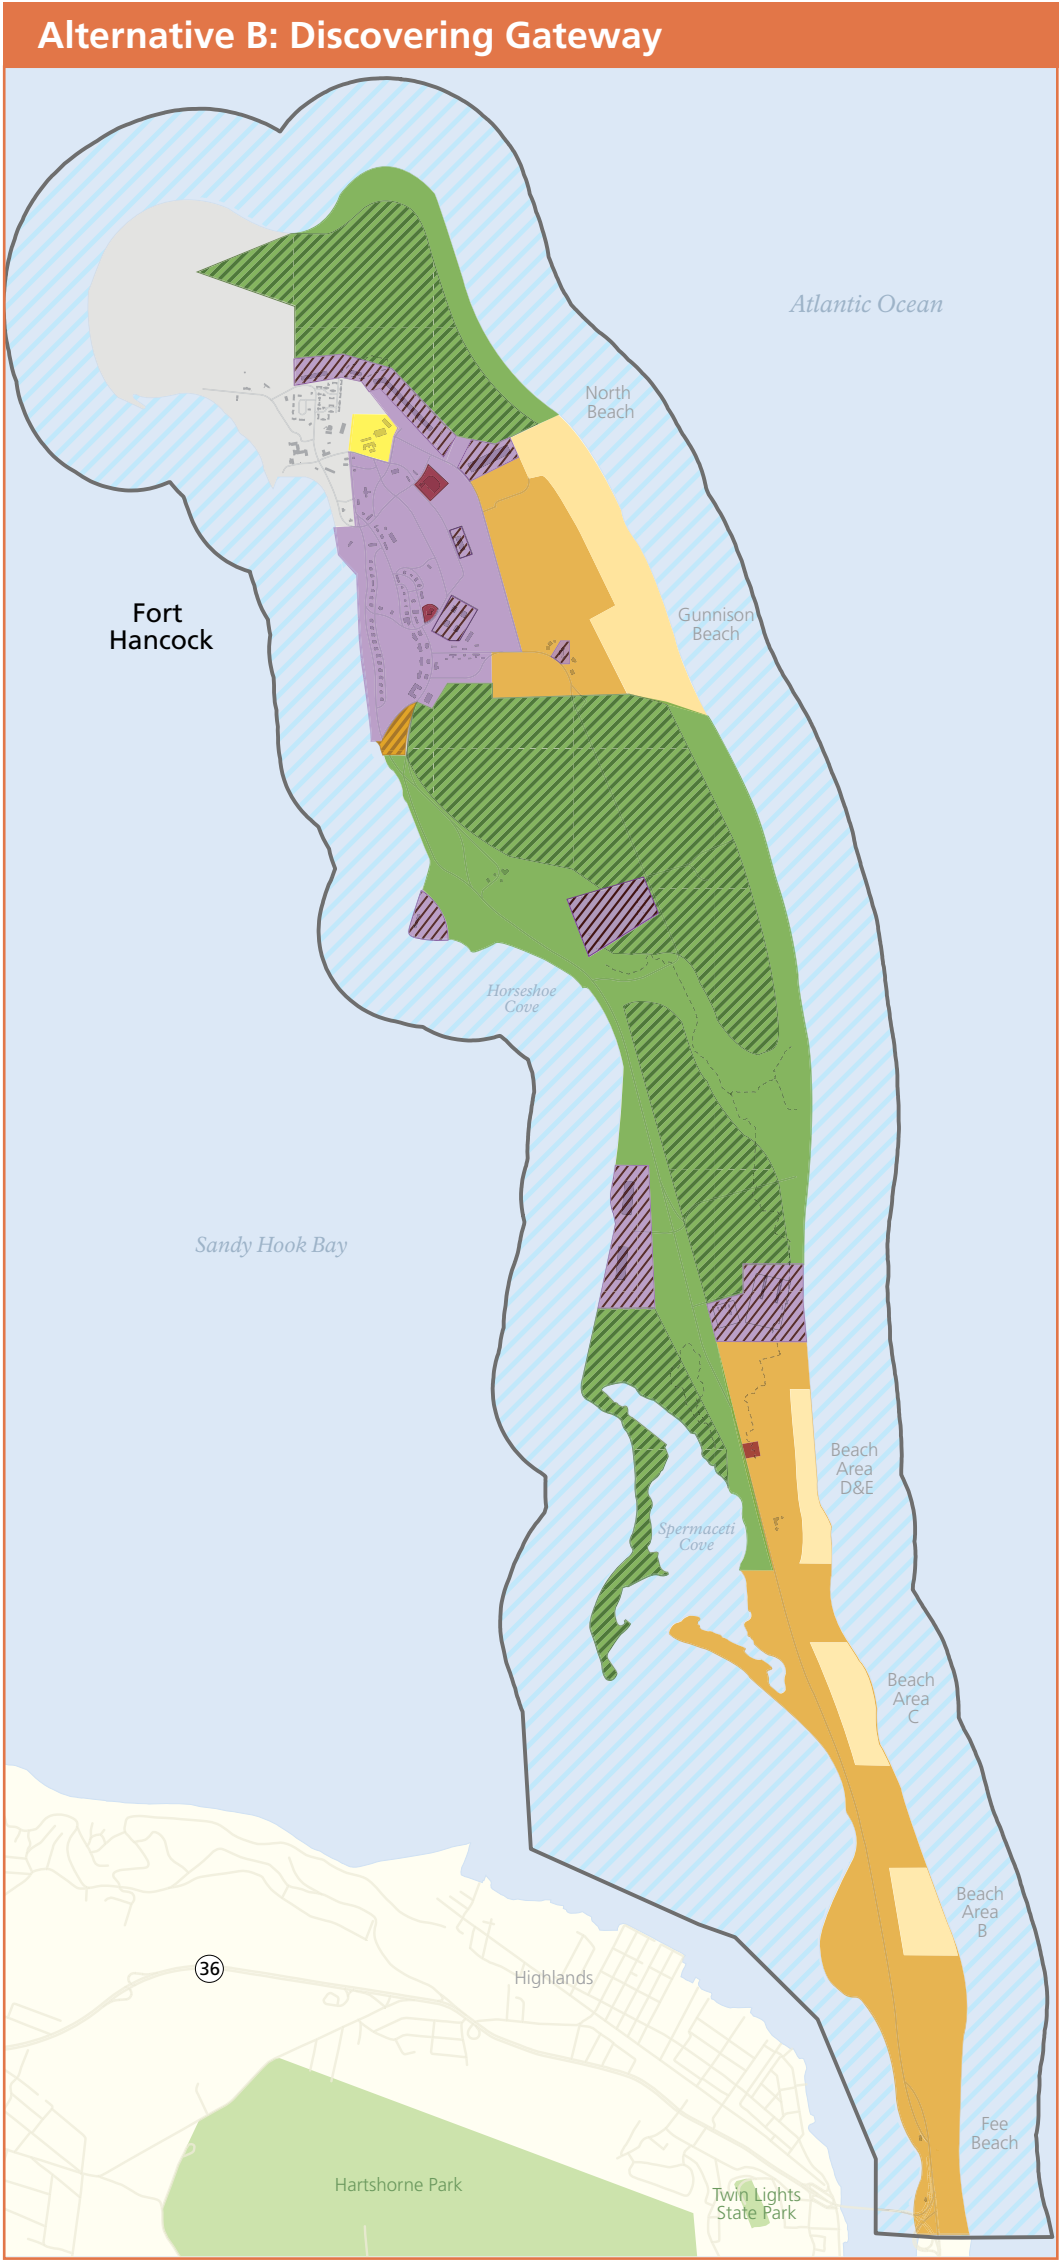 Alternative B: Discovering Gateway
Atlantic Ocean
North
Beach
Fort
Hancock
Gunnison
Beach
Horseshoe
Cove
Sandy Hook Bay
Beach
Area
D&E
Spermaceti
Cove
Beach
Area
C
Beach
Area
B
36
Highlands
Fee
Beach
Hartshorne Park
Twin Lights
State Park